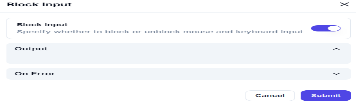 Block Input
Block Input
Specify whether to block or unblock mouse and keyboard input
Output
On Error
Cancel
Submit